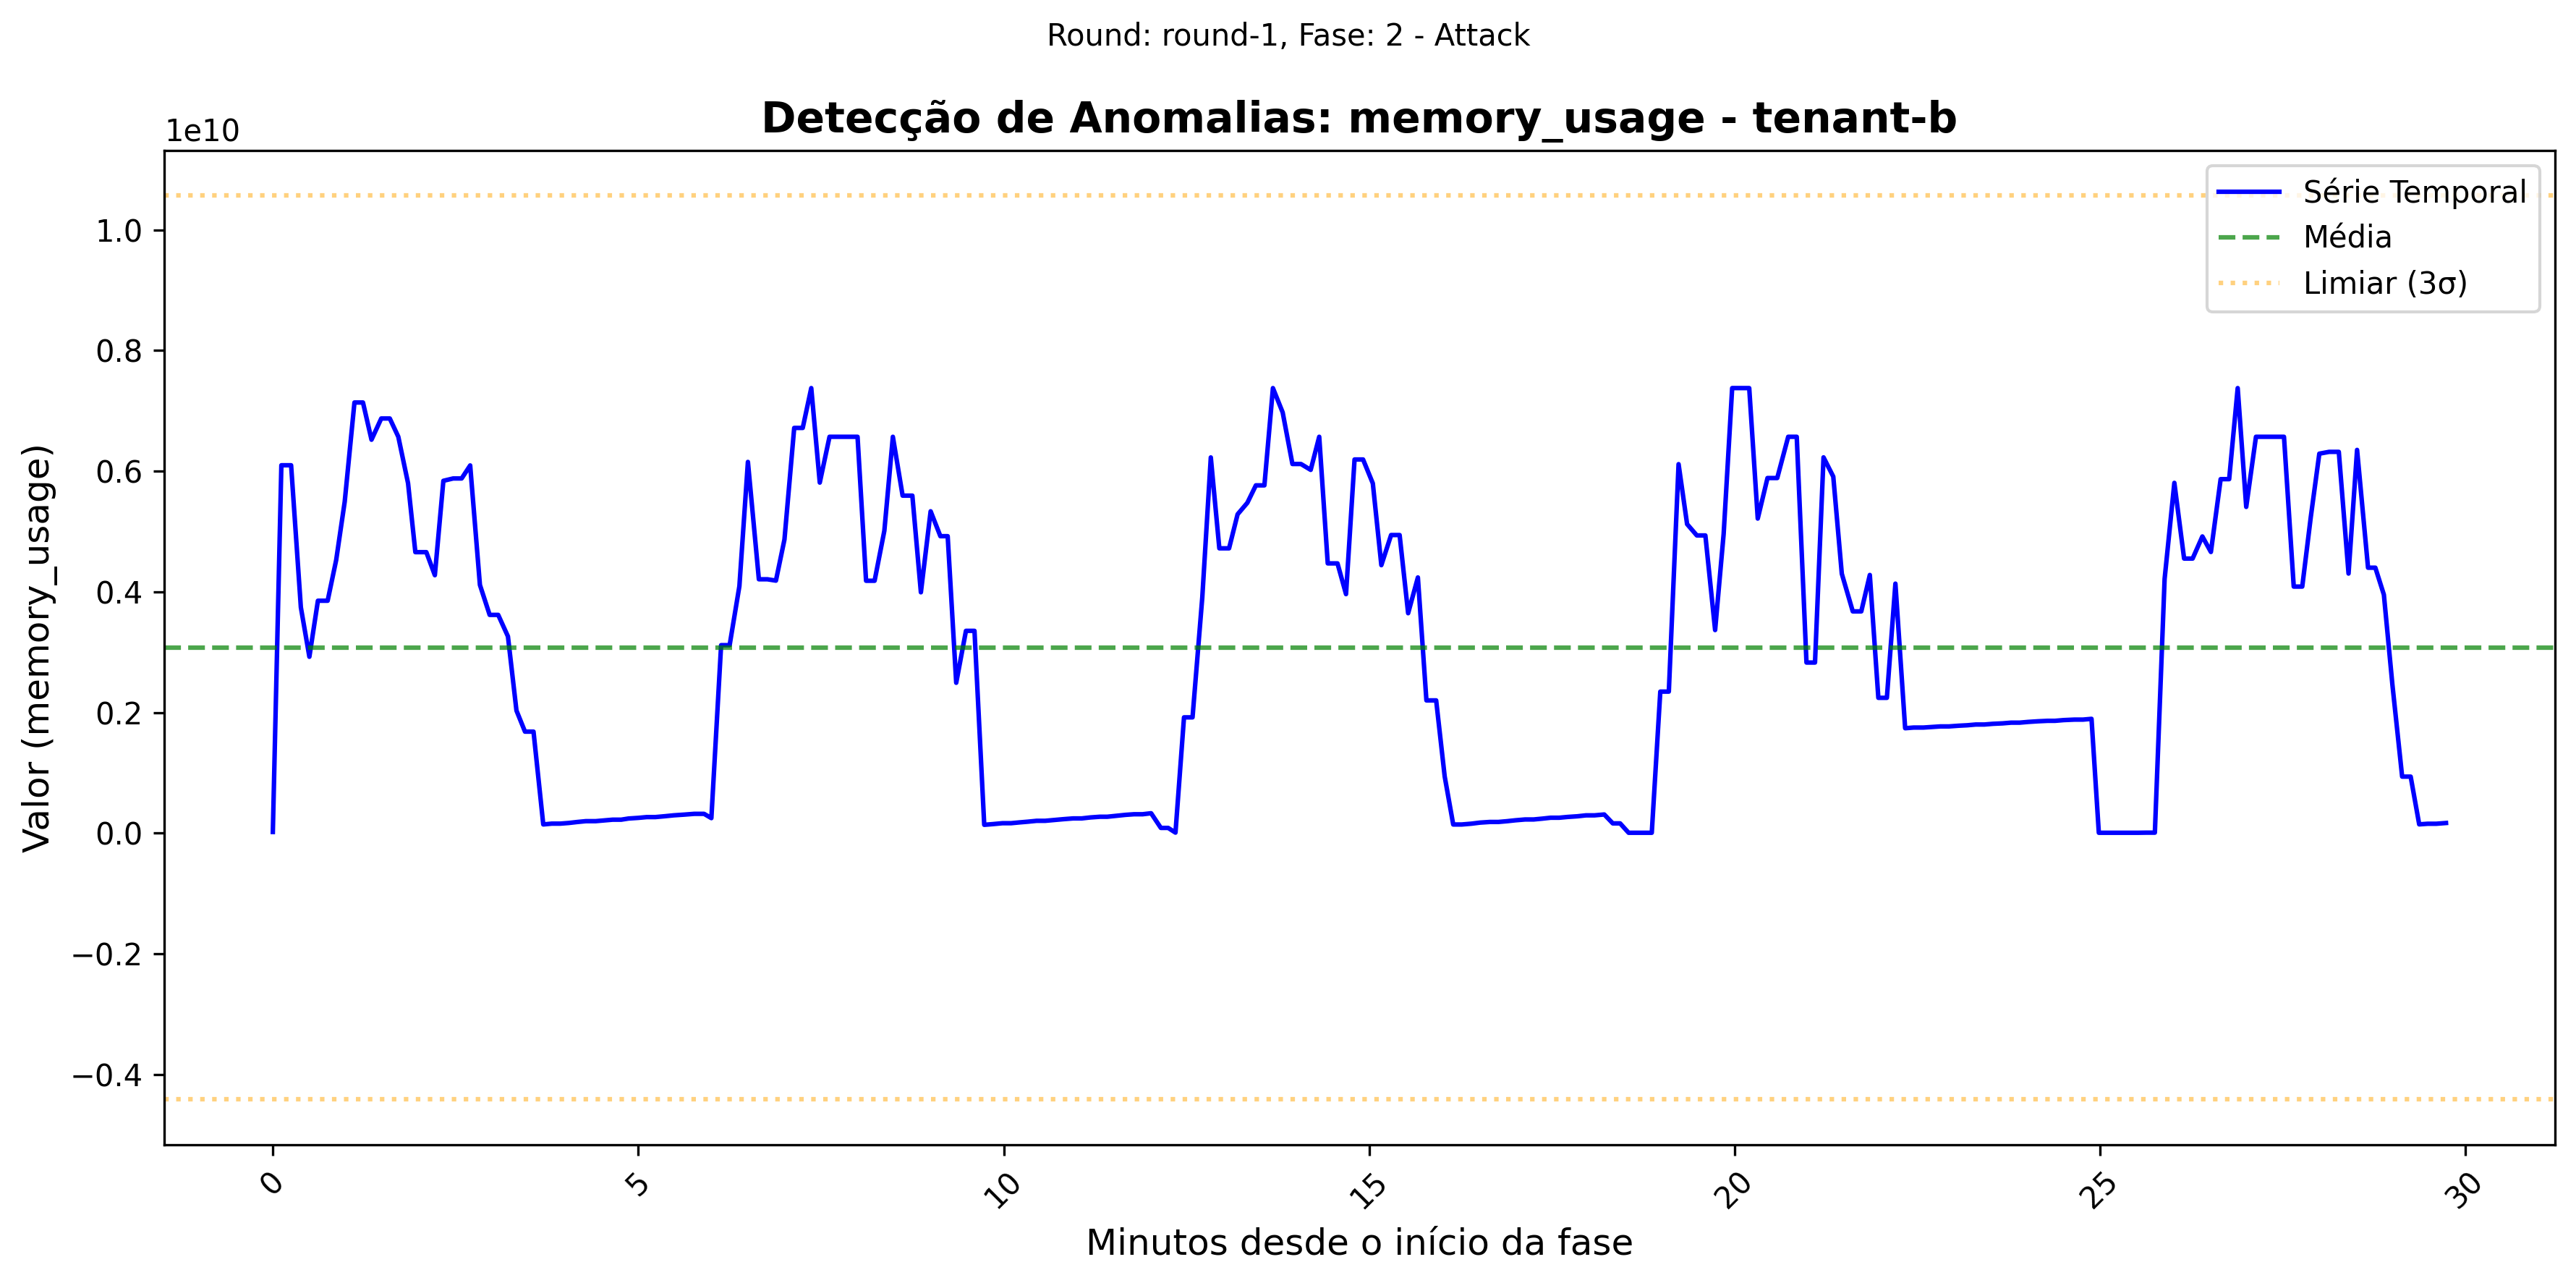 Round: round-1, Fase: 2 - Attack
Detecção de Anomalias: memory_usage - tenant-b
1e10
Série Temporal
Média
Limiar (3σ)
1.0
0.8
0.6
0.4
0.2
0.0
−0.2
−0.4
Valor (memory_usage)
0
5
10
15
20
25
30
Minutos desde o início da fase